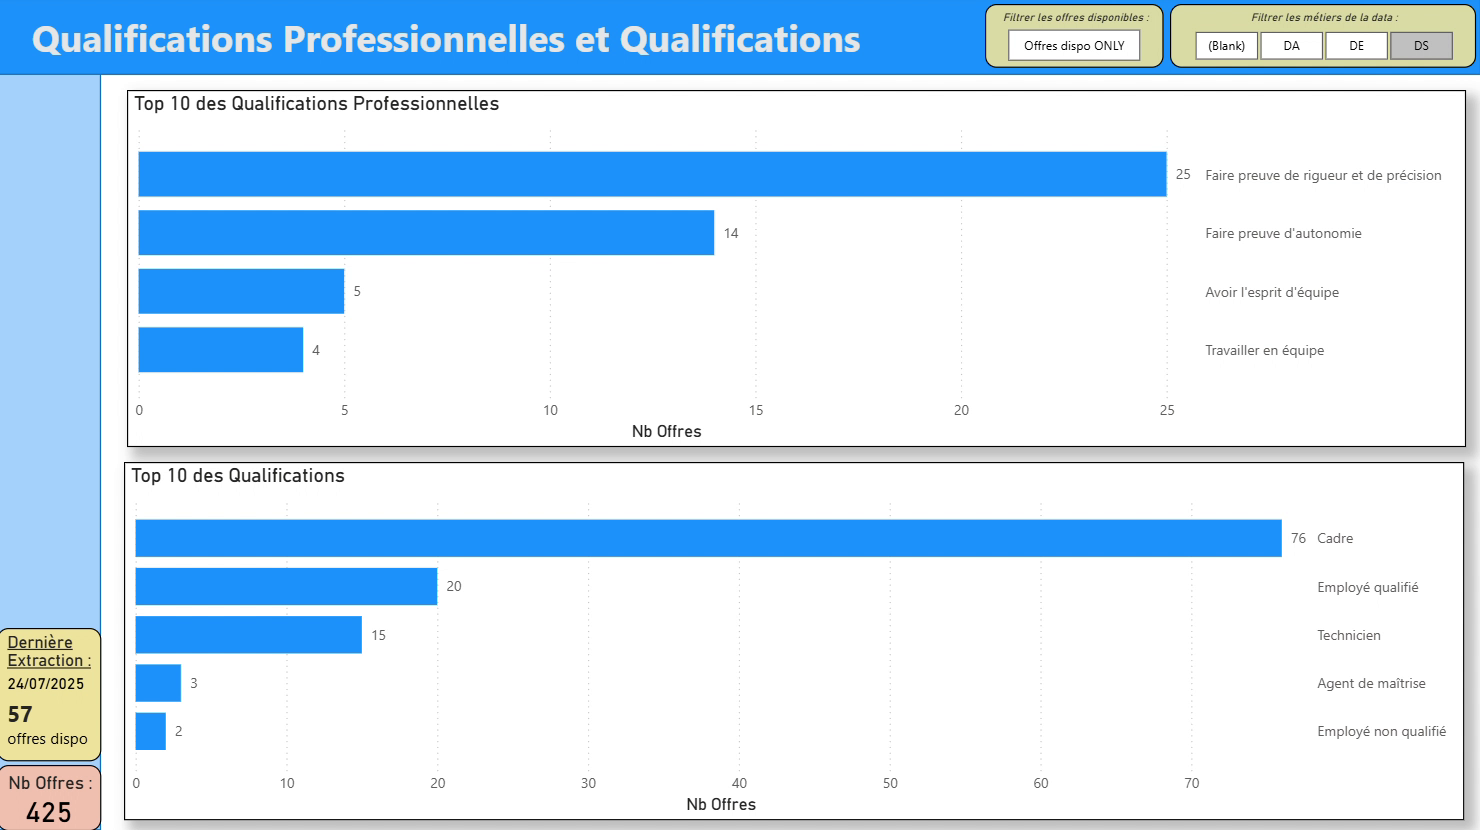 Qualifications Professionnelles et Qualifications
Filtrer les offres disponibles :
Offres dispo ONLY
Filtrer les métiers de la data :
(Blank) DA DE DS
Top 10 des Qualifications Professionnelles
25 Faire preuve de rigueur et de précision
14 Faire preuve d'autonomie
5 Avoir l'esprit d'équipe
4 Travailler en équipe
0 5 10 15 20 25
Nb Offres
Top 10 des Qualifications
76 Cadre
20 Employé qualifié
15 Technicien
3 Agent de maîtrise
2 Employé non qualifié
0 10 20 30 40 50 60 70
Nb Offres
Dernière
Extraction :
24/07/2025
57
offres dispo
Nb Offres :
425